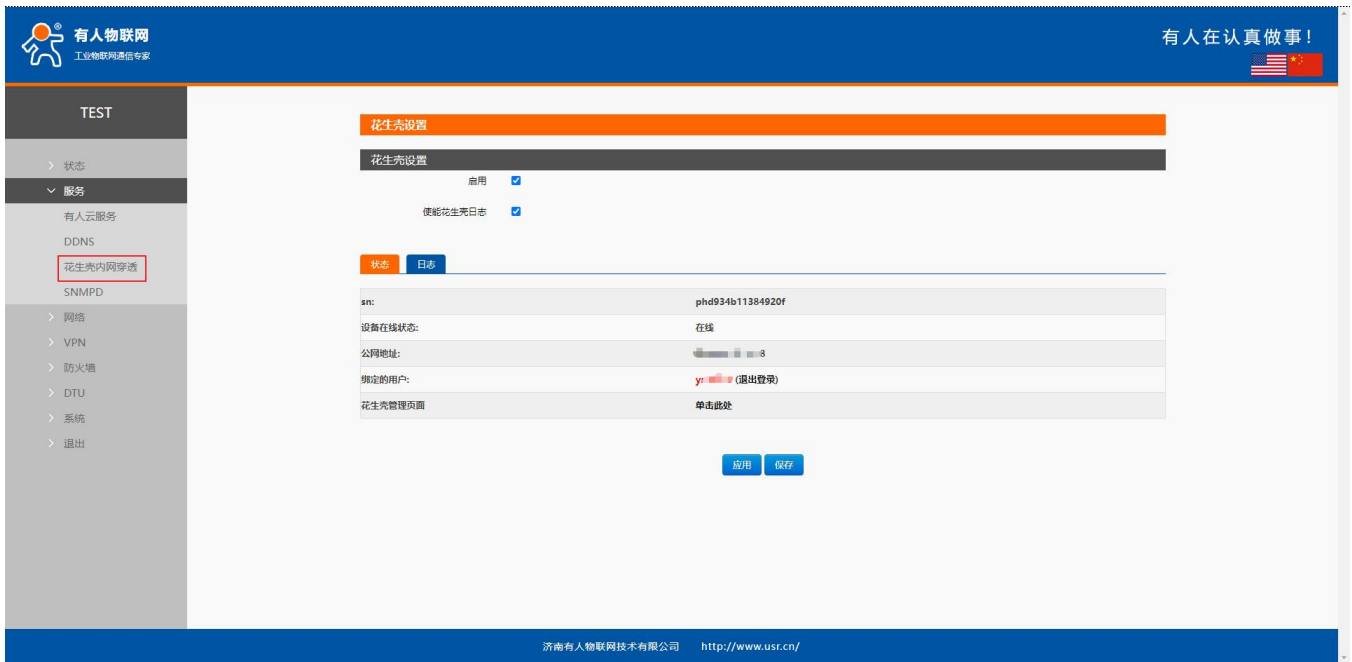 有人物联网
工业物联网通信专家
有人在认真做事!
TEST
状态
服务
有人云服务
DDNS
花生壳内网穿透
SNMPD
网络
VPN
防火墙
DTU
系统
退出
花生壳设置
花生壳设置
启用
使能花生壳日志
状态 日志
sn: phd934b11384920f
设备在线状态: 在线
公网地址: 8
绑定的用户: (退出登录)
花生壳管理页面 单击此处
应用 保存
济南有人物联网技术有限公司 http://www.usr.cn/